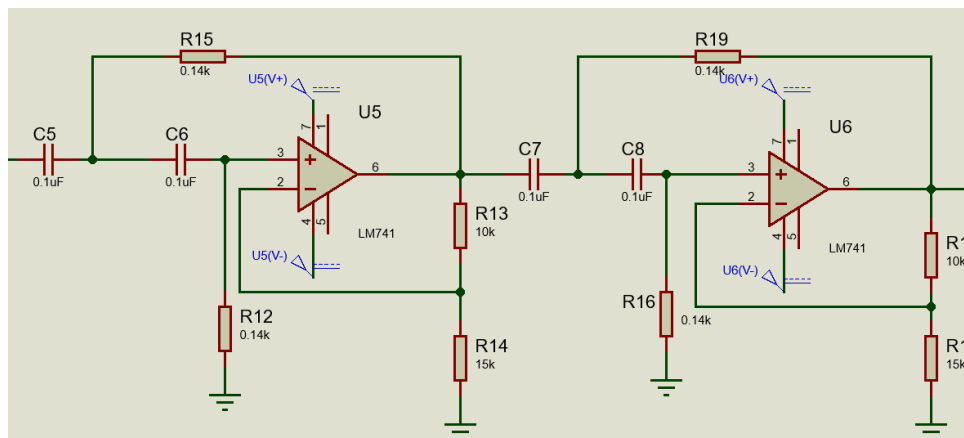 R15
0.14k
U5(V+)
U5
C5
0.1uF
C6
0.1uF
7
1
3
2
6
4
5
LM741
U5(V-)
R13
10k
R12
0.14k
R14
15k
R19
0.14k
U6(V+)
U6
C7
0.1uF
C8
0.1uF
7
1
3
2
6
4
5
LM741
U6(V-)
R16
0.14k
10k
15k